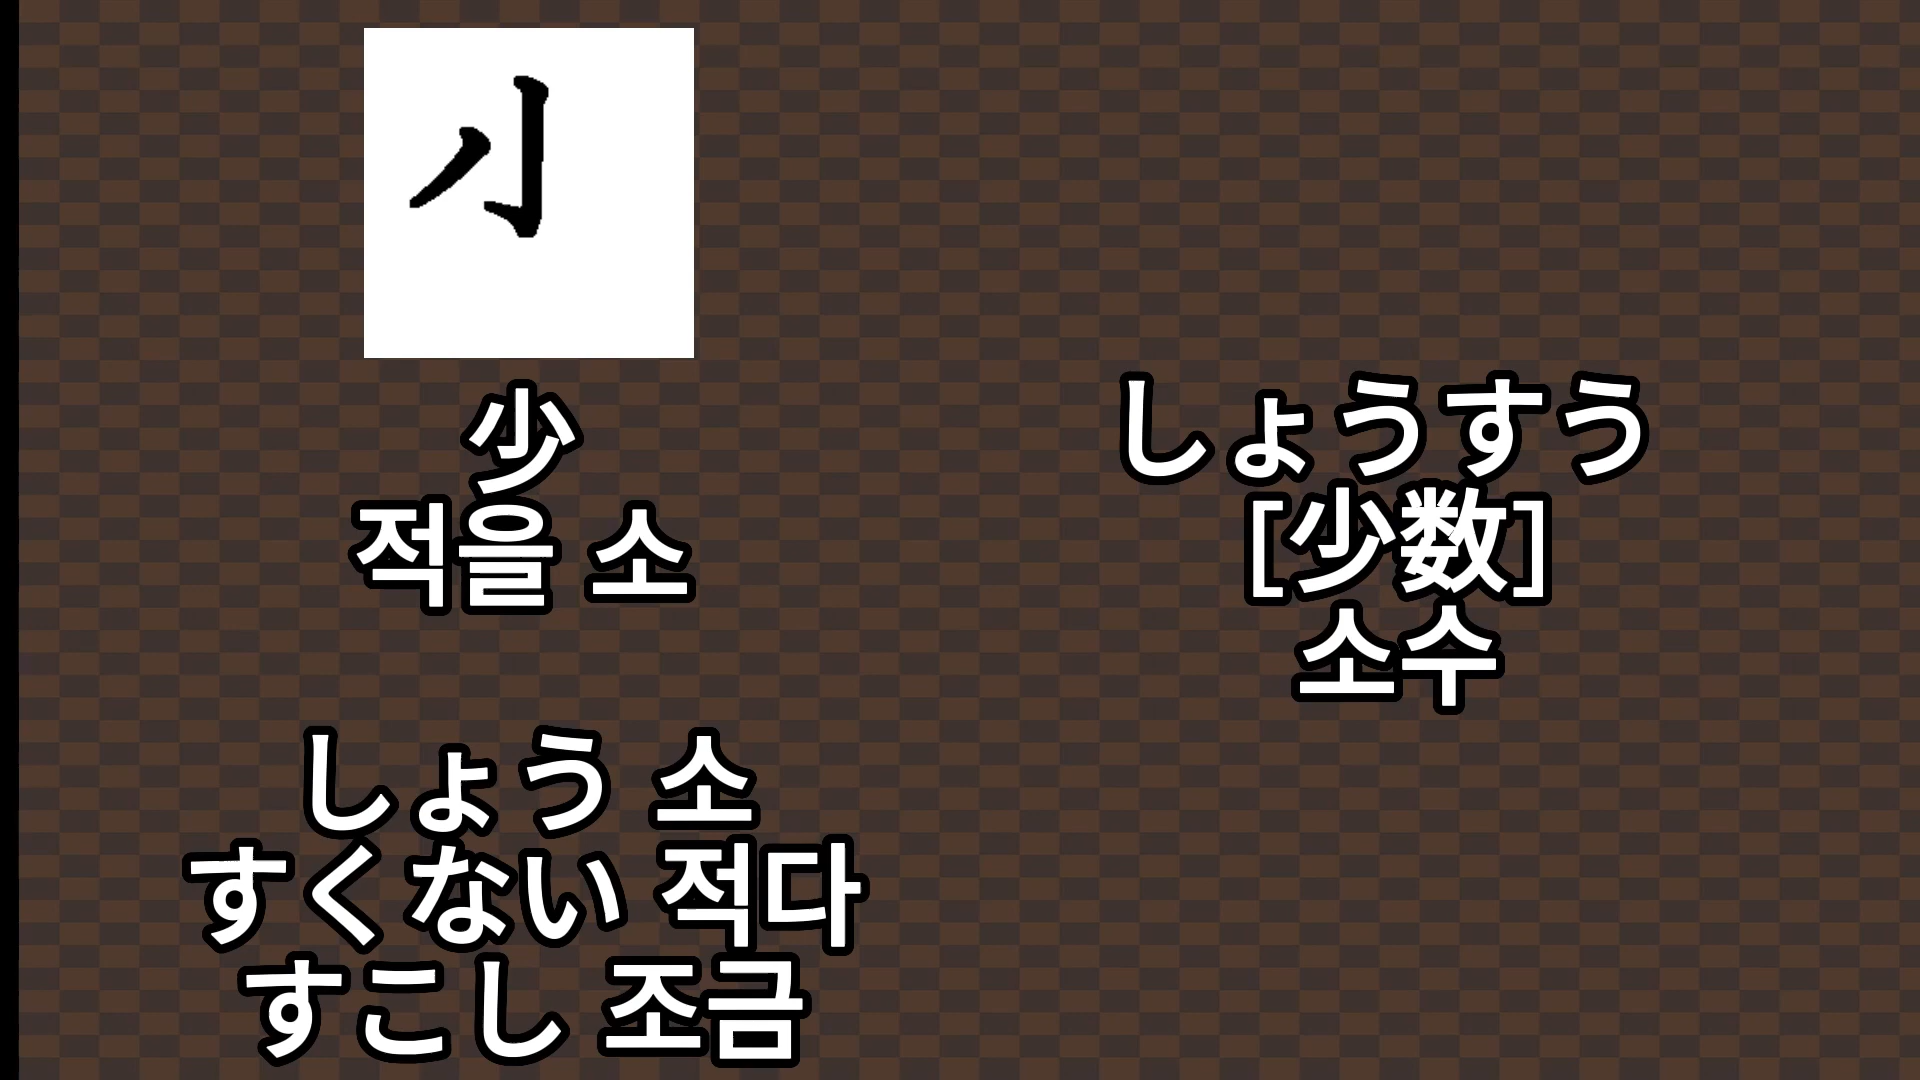 少
적을 소
しょう 소
すくない 적다
すこし 조금
しょうすう
[少数]
소수